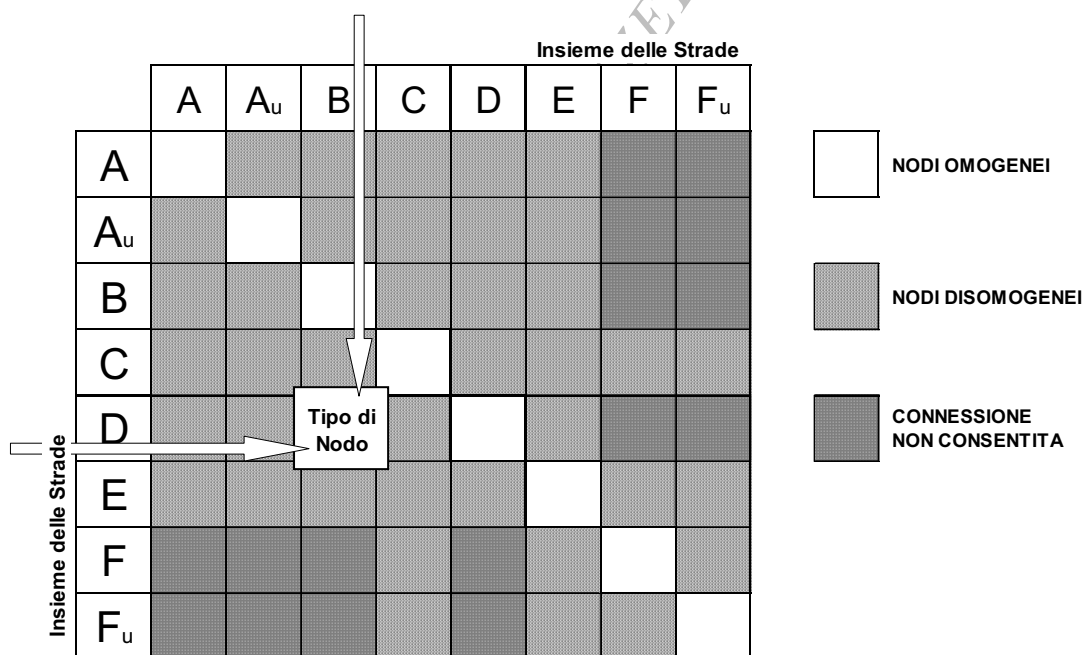 Insieme delle Strade
A Au B C D E F Fu
A
Au
B
C
D
E
F
Fu
Tipo di
Nodo
Insieme delle Strade
NODI OMOGENEI
NODI DISOMOGENEI
CONNESSIONE
NON CONSENTITA